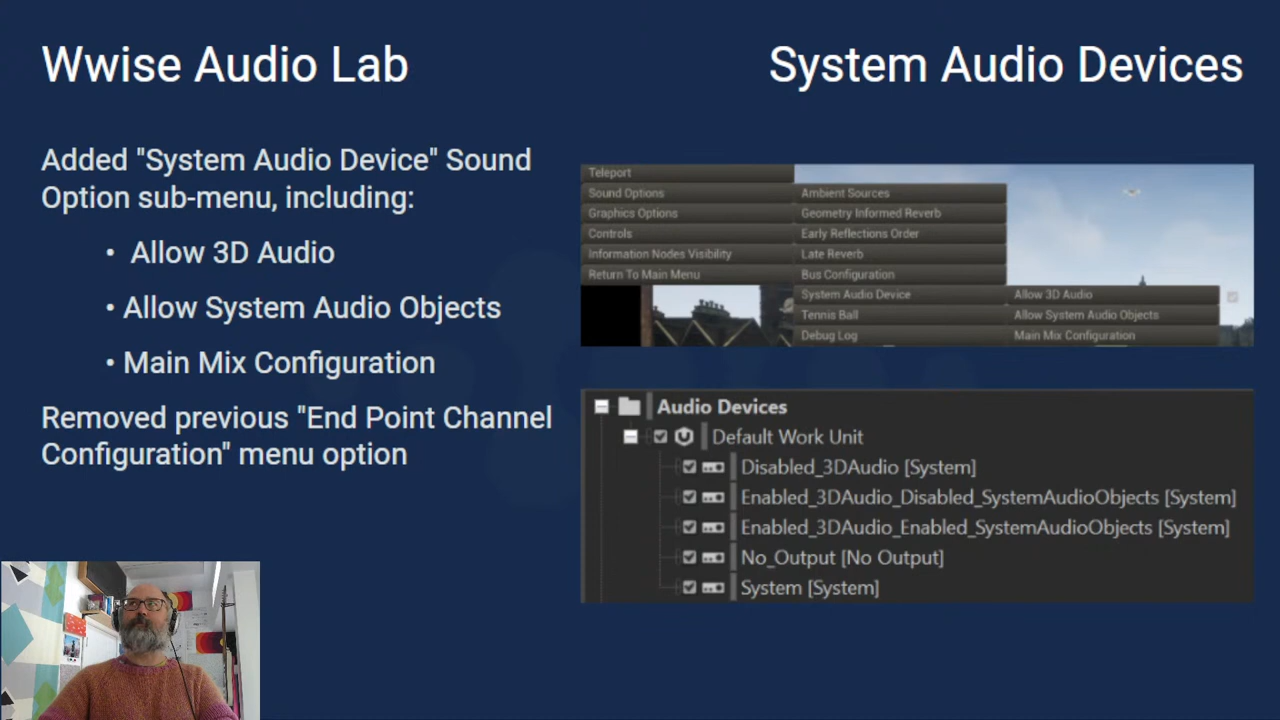 Wwise Audio Lab
System Audio Devices
Added "System Audio Device" Sound
Option sub-menu, including:
• Allow 3D Audio
• Allow System Audio Objects
• Main Mix Configuration
Removed previous "End Point Channel
Configuration" menu option
Teleport
Sound Options
Graphics Options
Controls
Information Nodes Visibility
Return To Main Menu
Ambient Sources
Geometry Informed Reverb
Early Reflections Order
Late Reverb
Bus Configuration
System Audio Device
Tennis Ball
Debug Log
Allow 3D Audio
Allow System Audio Objects
Main Mix Configuration
Audio Devices
Default Work Unit
Disabled_3DAudio [System]
Enabled_3DAudio_Disabled_SystemAudioObjects [System]
Enabled_3DAudio_Enabled_SystemAudioObjects [System]
No_Output [No Output]
System [System]